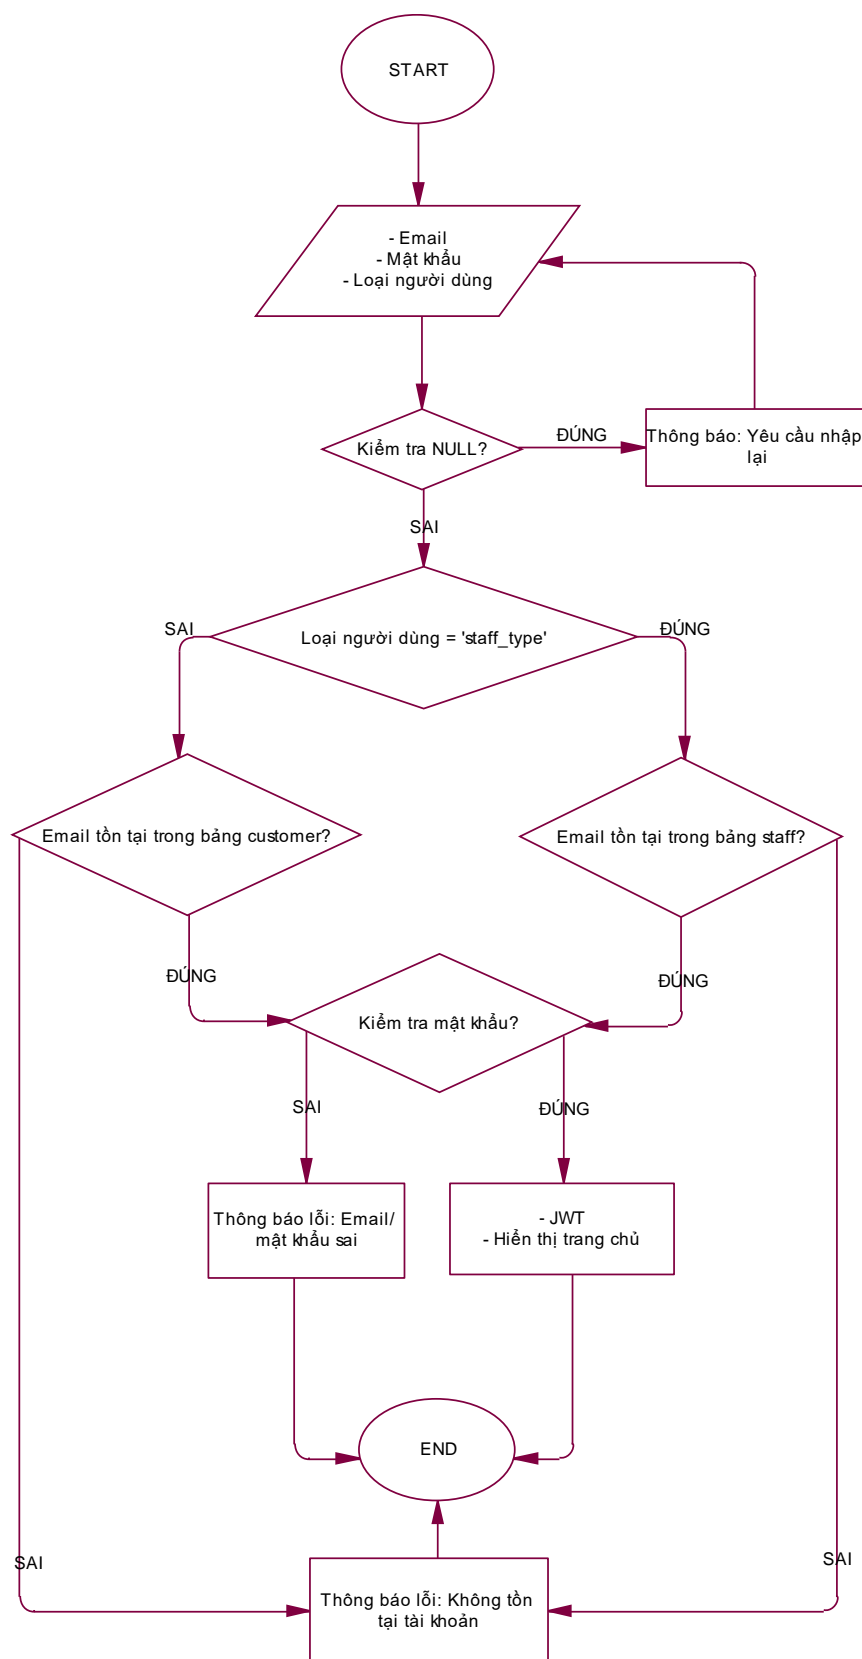 START
- Email
- Mật khẩu
- Loại người dùng
Kiểm tra NULL?
ĐÚNG
Thông báo: Yêu cầu nhập
lại
SAI
SAI
Loại người dùng = 'staff_type'
ĐÚNG
Email tồn tại trong bảng customer?
Email tồn tại trong bảng staff?
ĐÚNG
ĐÚNG
Kiểm tra mật khẩu?
SAI
ĐÚNG
Thông báo lỗi: Email/
mật khẩu sai
- JWT
- Hiển thị trang chủ
END
SAI
SAI
Thông báo lỗi: Không tồn
tại tài khoản